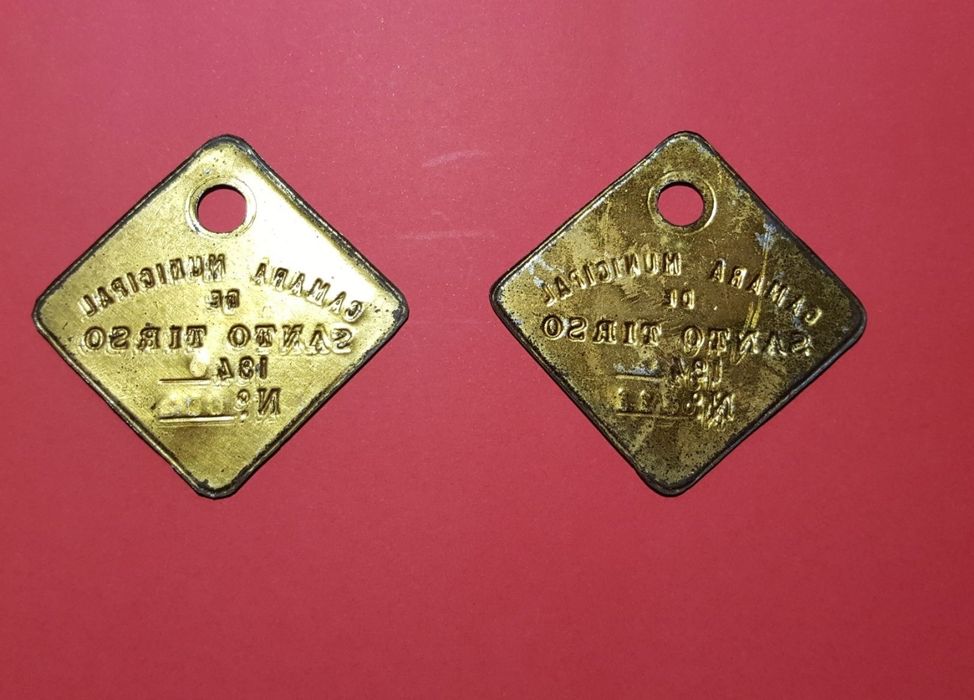 CAMARA MUNICIPAL
DE
SANTO TIRSO
194
Nº
CAMARA MUNICIPAL
DE
SANTO TIRSO
194
Nº